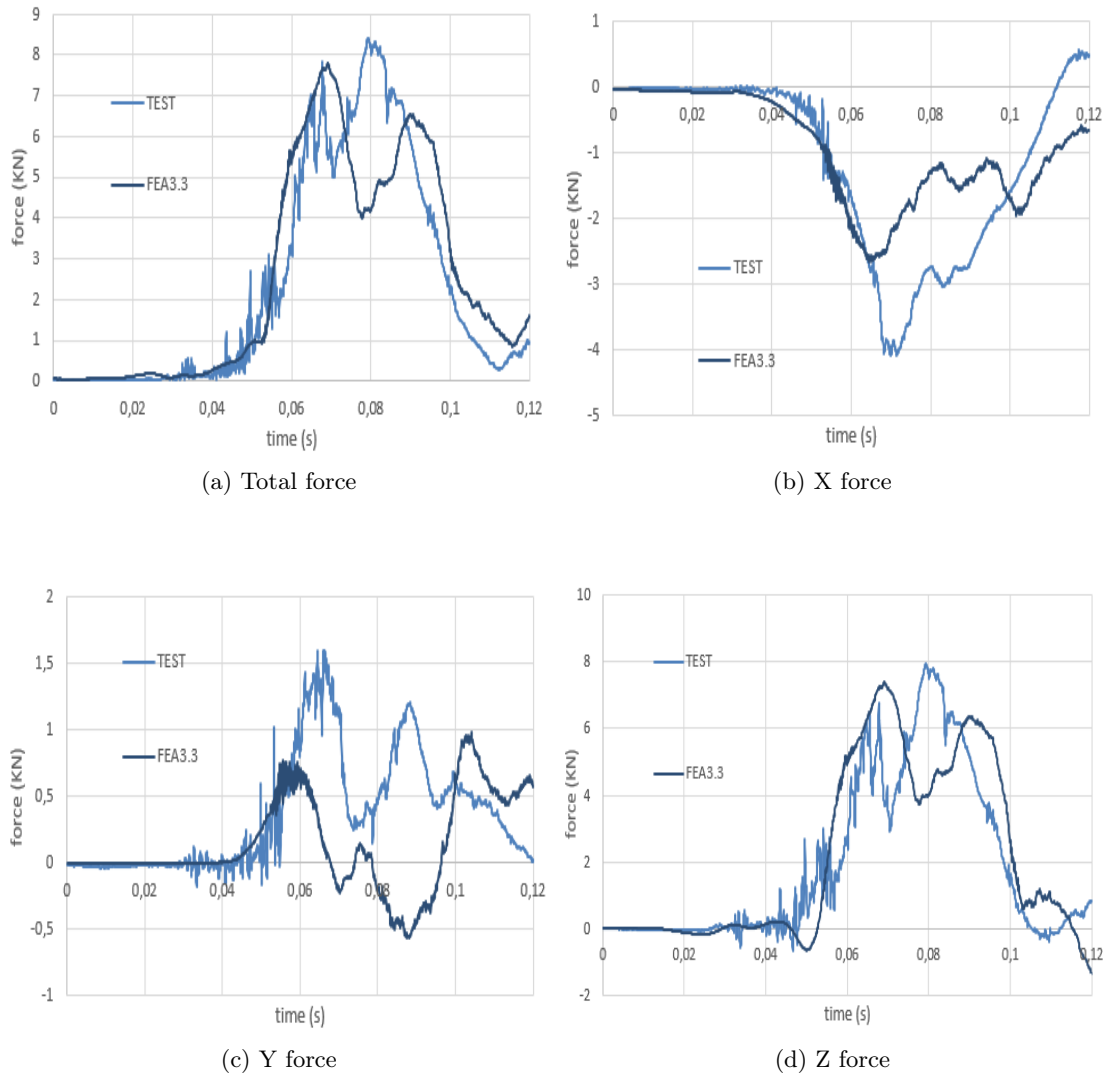 9
8
7
6
5
4
3
2
1
0
force (KN)
TEST
FEA3.3
0 0,02 0,04 0,06 0,08 0,1 0,12
time (s)
(a) Total force
1
0
-1
-2
-3
-4
-5
force (KN)
0 0,02 0,04 0,06 0,08 0,1 0,12
TEST
FEA3.3
time (s)
(b) X force
2
1,5
1
0,5
0
-0,5
-1
force (KN)
TEST
FEA3.3
0 0,02 0,04 0,06 0,08 0,1 0,12
time (s)
(c) Y force
10
8
6
4
2
0
-2
force (KN)
TEST
FEA3.3
0 0,02 0,04 0,06 0,08 0,1 0,12
time (s)
(d) Z force